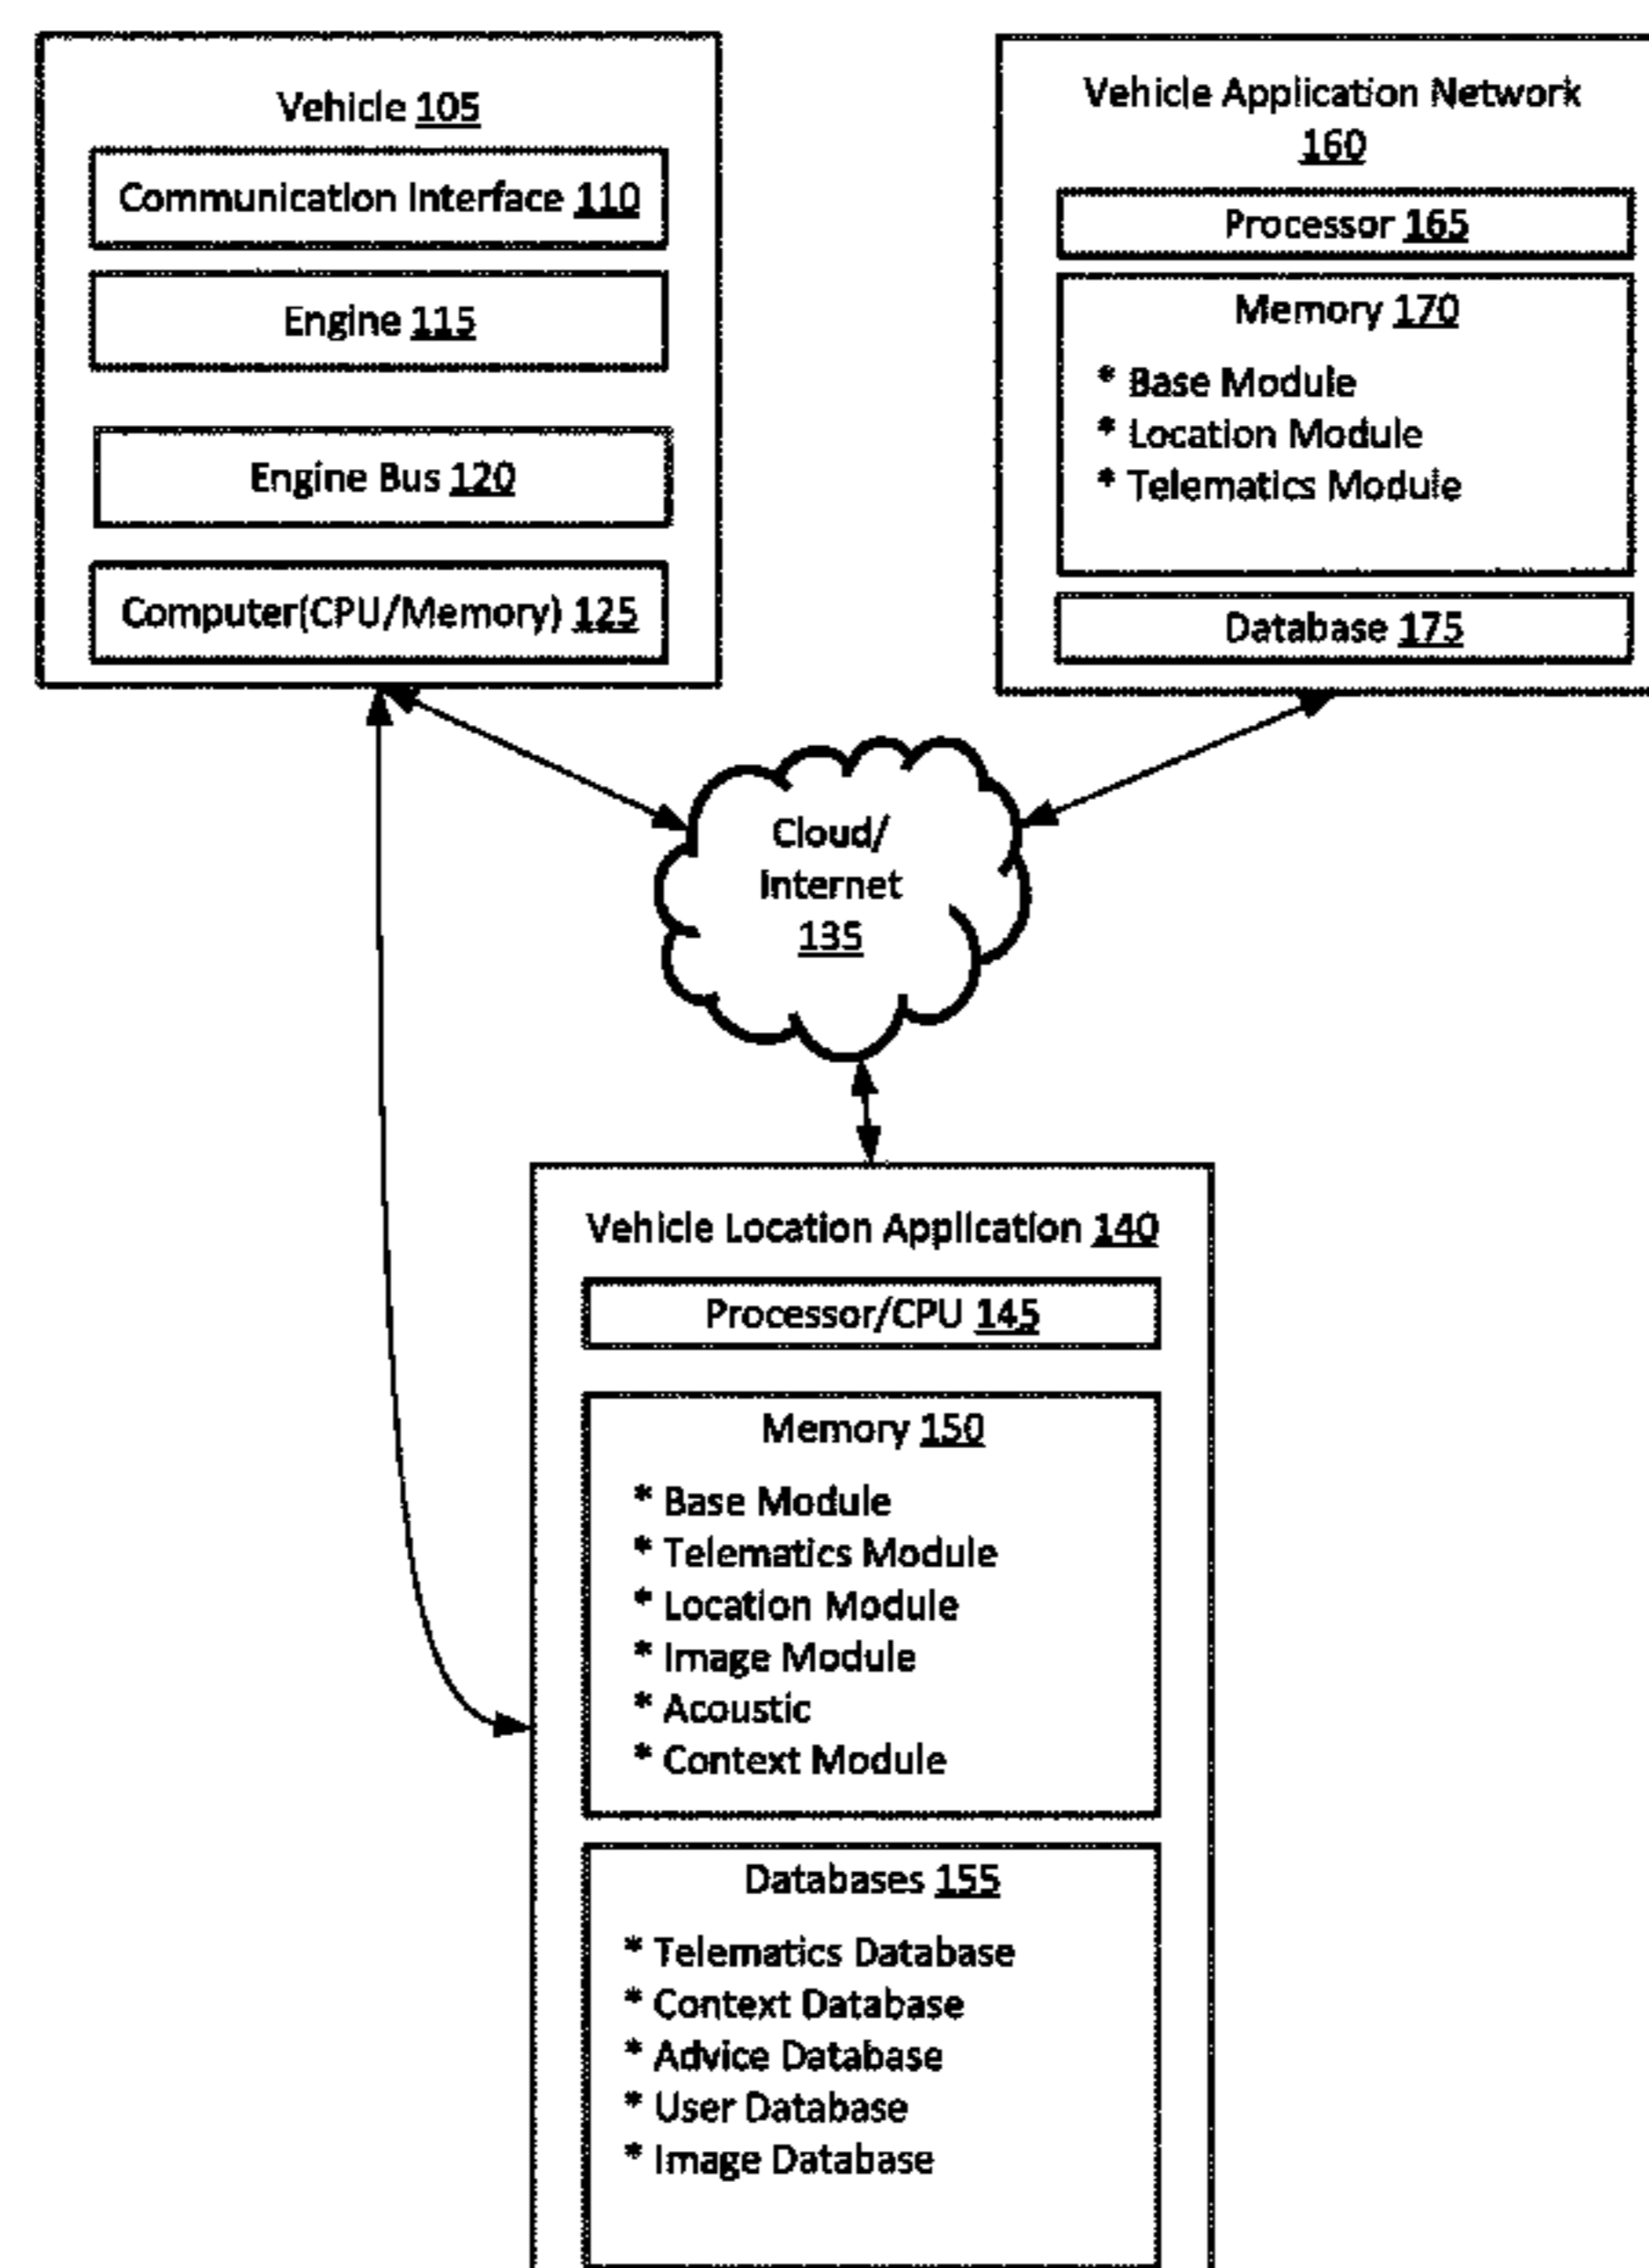 Vehicle 105
Communication Interface 110
Engine 115
Engine Bus 120
Computer(CPU/Memory) 125
Vehicle Application Network
160
Processor 165
Memory 170
* Base Module
* Location Module
* Telematics Module
Database 175
Cloud/
Internet
135
Vehicle Location Application 140
Processor/CPU 145
Memory 150
* Base Module
* Telematics Module
* Location Module
* Image Module
* Acoustic
* Context Module
Databases 155
* Telematics Database
* Context Database
* Advice Database
* User Database
* Image Database